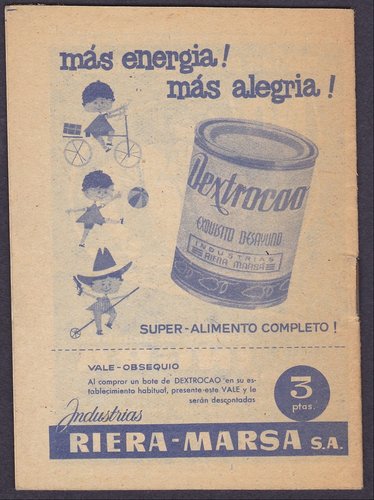 más energia!
más alegria!
Dextrocao
EXQUISITO DESAYUNO
INDUSTRIAS
RIERA MARSA
SUPER-ALIMENTO COMPLETO!
VALE-OBSEQUIO
Al comprar un bote de DEXTROCAO en su es-
tablecimiento habitual, presente este VALE y le
serán descontadas
3
ptas.
Industrias
RIERA-MARSA S.A.